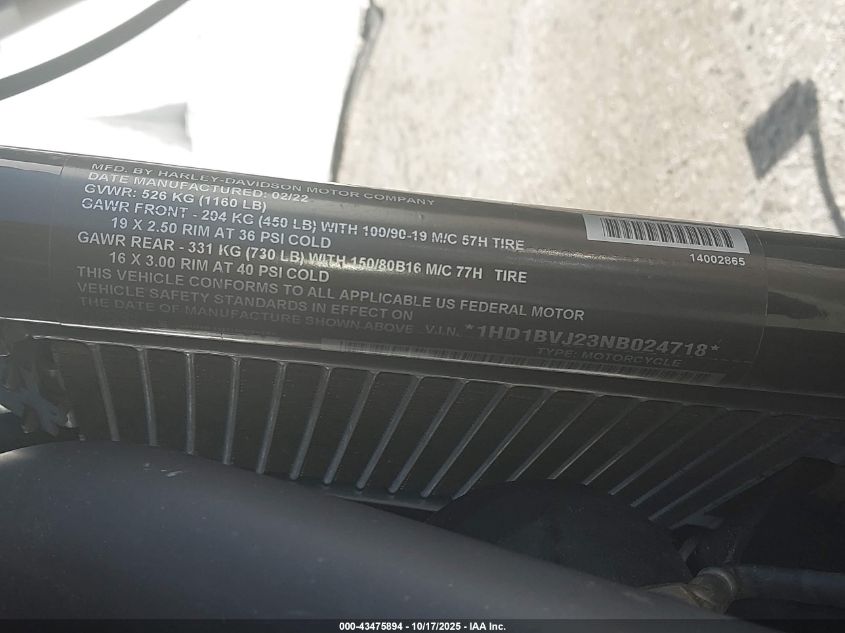 MFD. BY HARLEY-DAVIDSON MOTOR COMPANY
DATE MANUFACTURED: 02/22
GVWR: 526 KG (1160 LB)
GAWR FRONT - 204 KG (450 LB) WITH 100/90-19 M/C 57H TIRE
19 X 2.50 RIM AT 36 PSI COLD
GAWR REAR - 331 KG (730 LB) WITH 150/80B16 M/C 77H TIRE
16 X 3.00 RIM AT 40 PSI COLD
THIS VEHICLE CONFORMS TO ALL APPLICABLE US FEDERAL MOTOR
VEHICLE SAFETY STANDARDS IN EFFECT ON
THE DATE OF MANUFACTURE SHOWN ABOVE V.I.N. *1HD1BVJ23NB024718*
TYPE: MOTORCYCLE
14002865
000-43475894 - 10/17/2025 - IAA Inc.